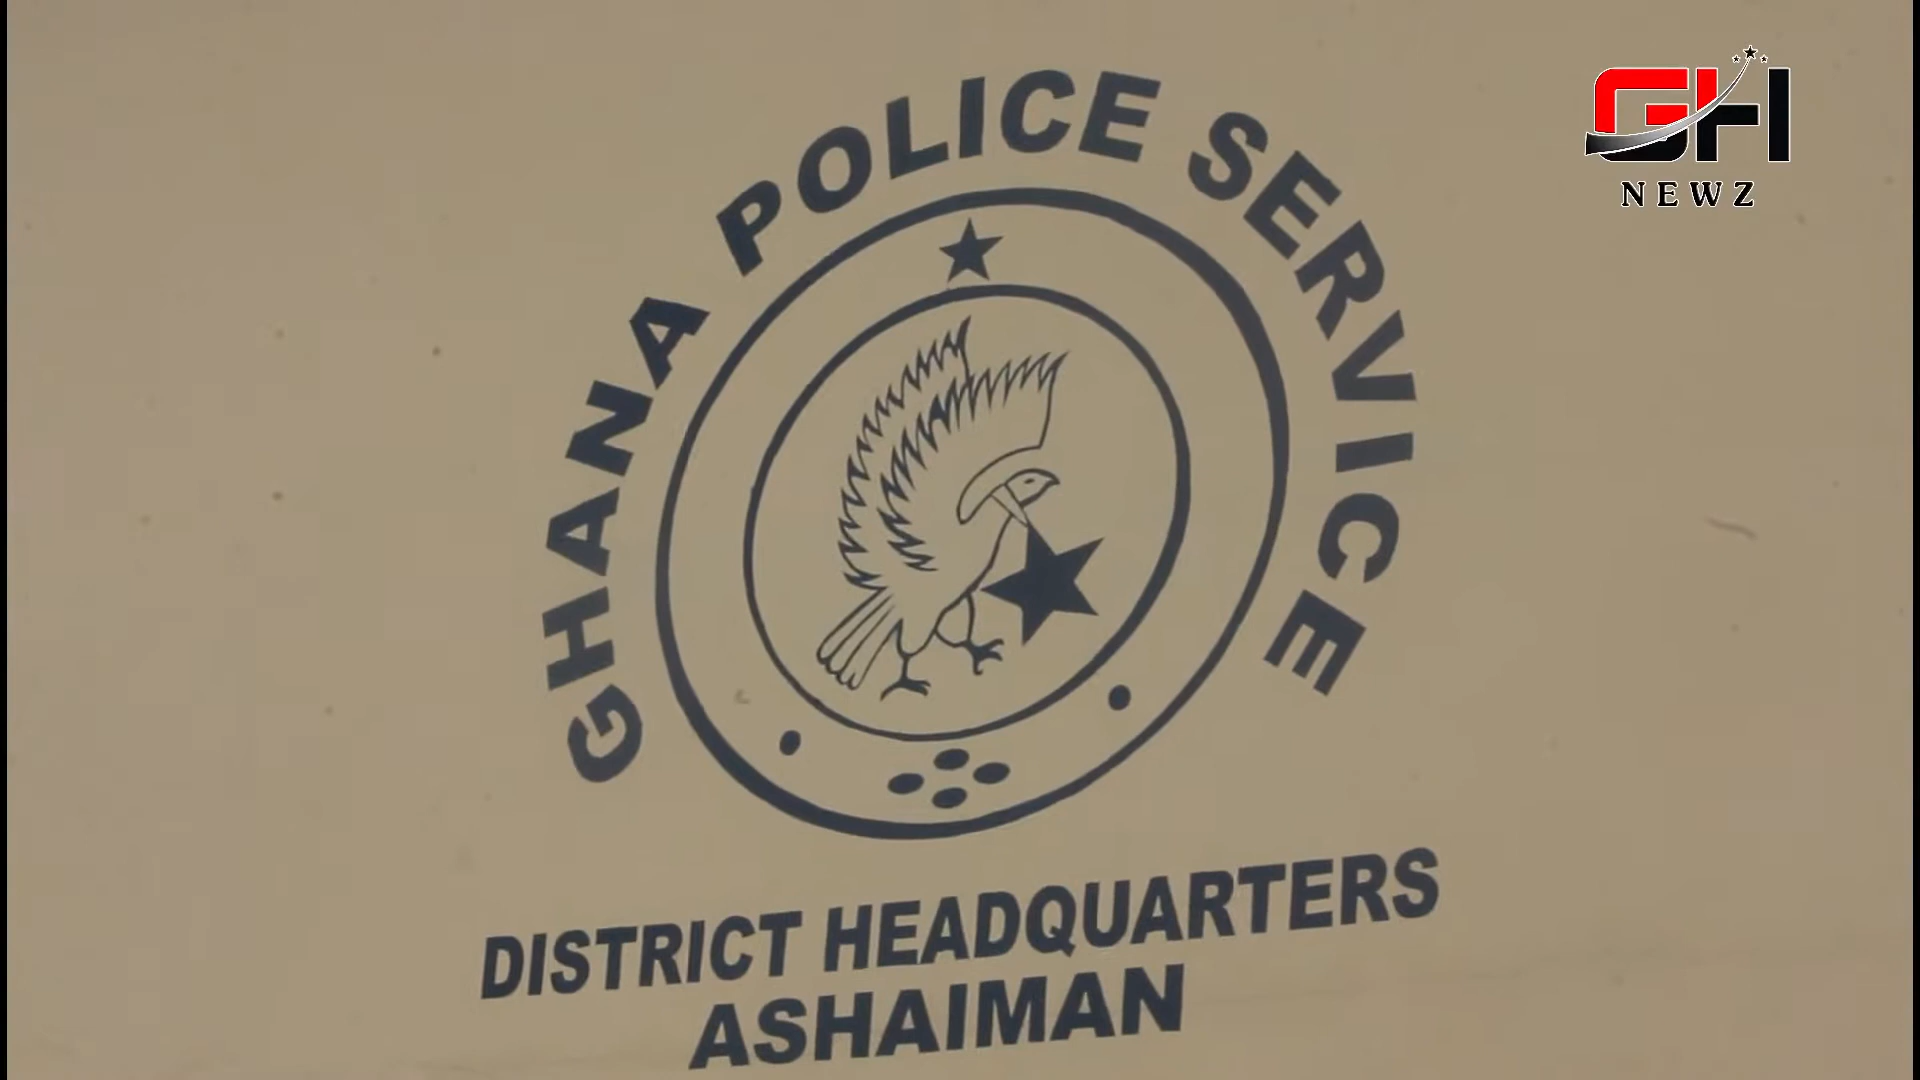 GHANA POLICE SERVICE
DISTRICT HEADQUARTERS
ASHAIMAN
GH
NEWZ